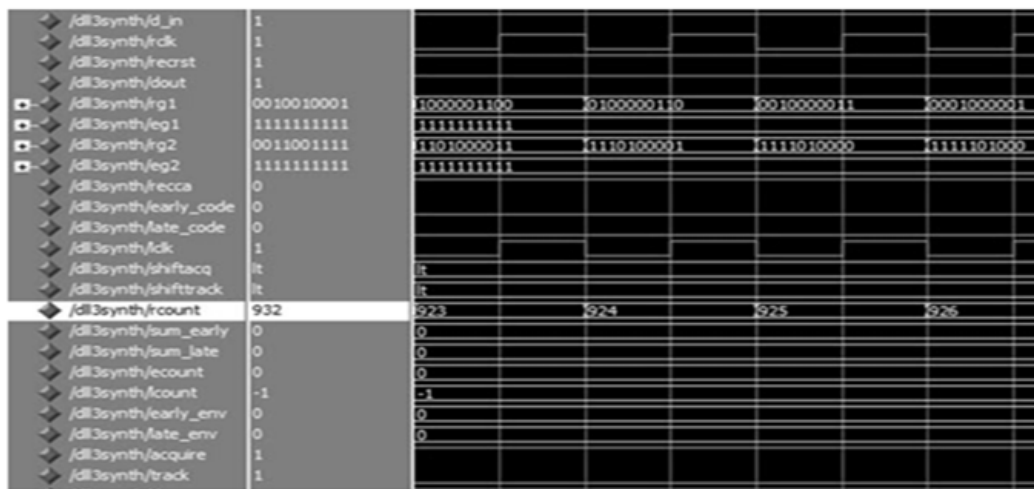 /dll3synth/d_in 1
/dll3synth/rclk 1
/dll3synth/recrst 1
/dll3synth/dout 1
/dll3synth/rg1 0010010001 1000001100 0100000110 0010000011 0001000001
/dll3synth/eg1 1111111111 1111111111
/dll3synth/rg2 0011001111 1101000011 1110100001 1111010000 1111101000
/dll3synth/eg2 1111111111 1111111111
/dll3synth/recca 0
/dll3synth/early_code 0
/dll3synth/late_code 0
/dll3synth/lclk 1
/dll3synth/shiftacq lt lt
/dll3synth/shifttrack lt lt
/dll3synth/rcount 932 923 924 925 926
/dll3synth/sum_early 0 0
/dll3synth/sum_late 0 0
/dll3synth/ecount 0 0
/dll3synth/lcount -1 -1
/dll3synth/early_env 0 0
/dll3synth/late_env 0 0
/dll3synth/acquire 1
/dll3synth/track 1